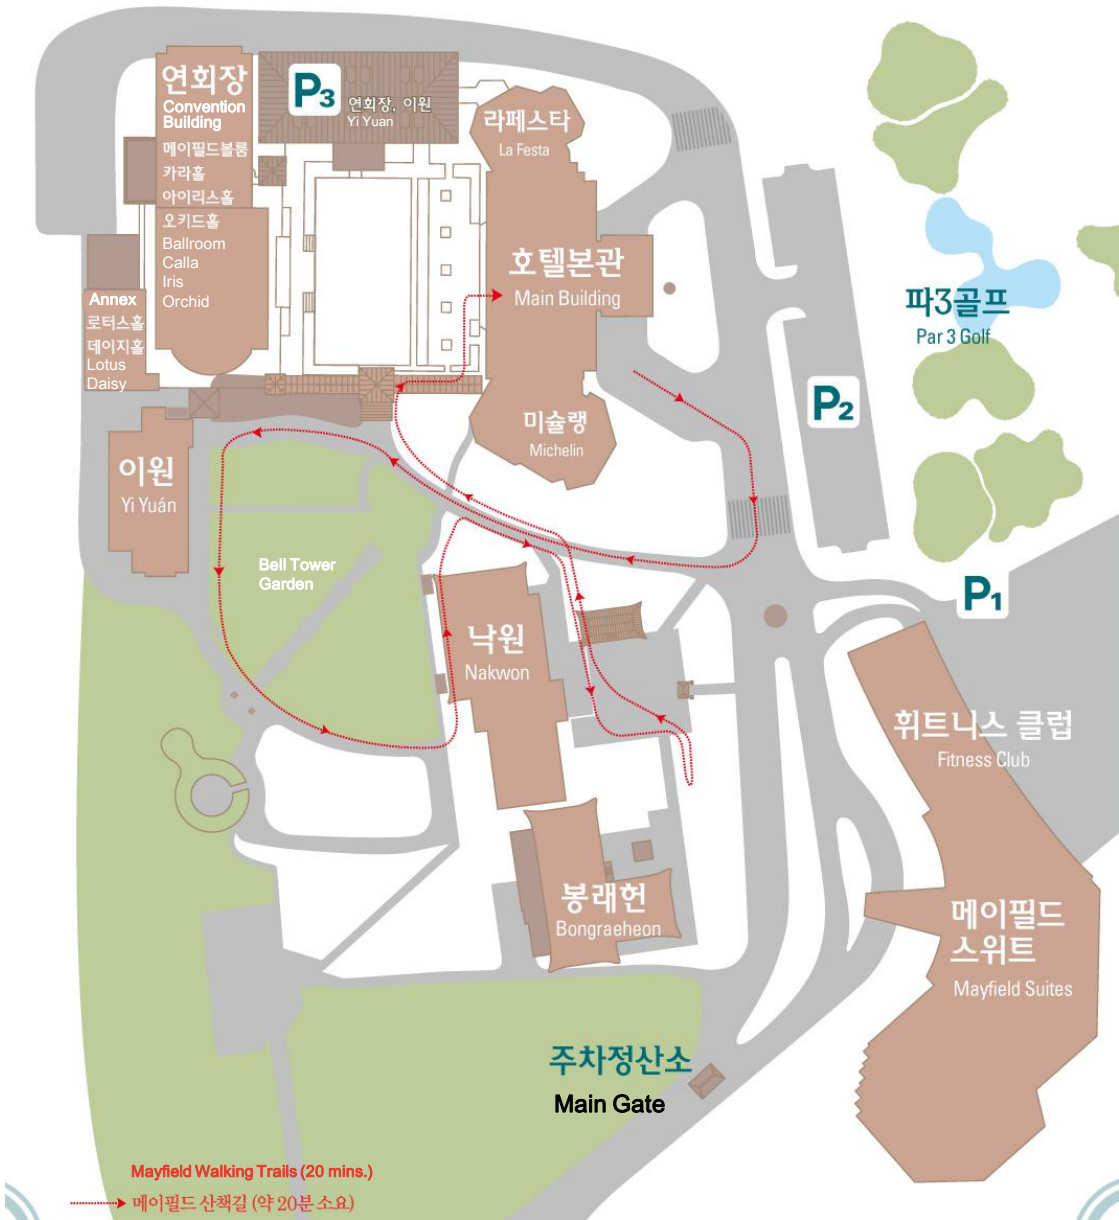 연회장
Convention
Building
메이필드볼룸
카라홀
아이리스홀
오키드홀
Ballroom
Calla
Iris
Orchid
P3
연회장, 이원
Yi Yuan
라페스타
La Festa
호텔본관
Main Building
Annex
로터스홀
데이지홀
Lotus
Daisy
파3골프
Par 3 Golf
P2
미슐랭
Michelin
이원
Yi Yuán
Bell Tower
Garden
P1
낙원
Nakwon
휘트니스 클럽
Fitness Club
봉래헌
Bongraeheon
메이필드
스위트
Mayfield Suites
주차정산소
Main Gate
Mayfield Walking Trails (20 mins.)
메이필드 산책길 (약 20분 소요)